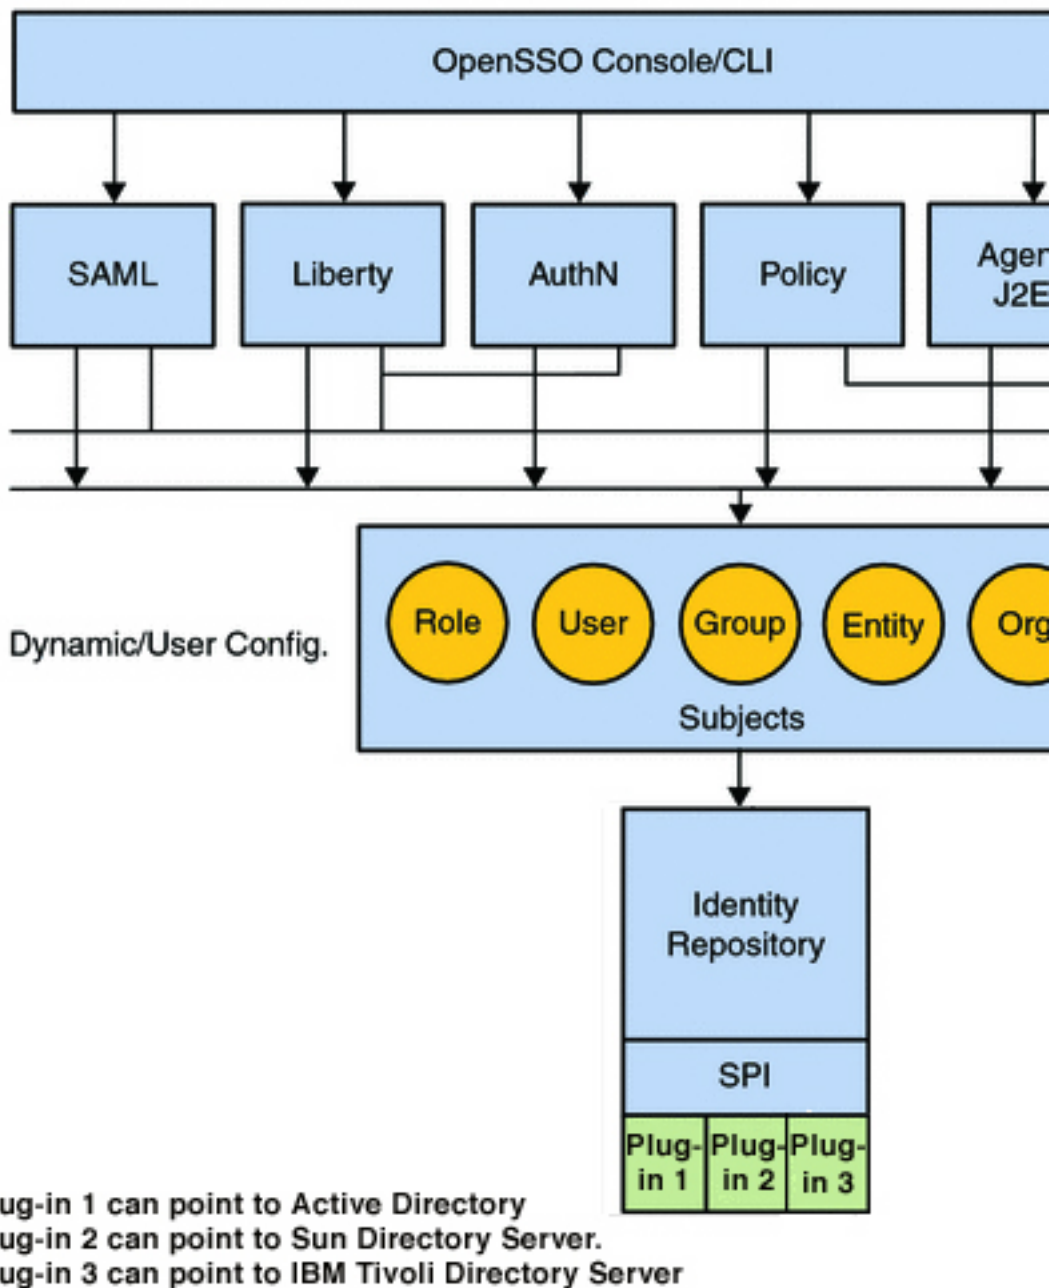 OpenSSO Console/CLI
SAML
Liberty
AuthN
Policy
Agen
J2E
Role
User
Group
Entity
Org
Dynamic/User Config.
Subjects
Identity
Repository
SPI
Plug-
in 1
Plug-
in 2
Plug-
in 3
ug-in 1 can point to Active Directory
ug-in 2 can point to Sun Directory Server.
ug-in 3 can point to IBM Tivoli Directory Server